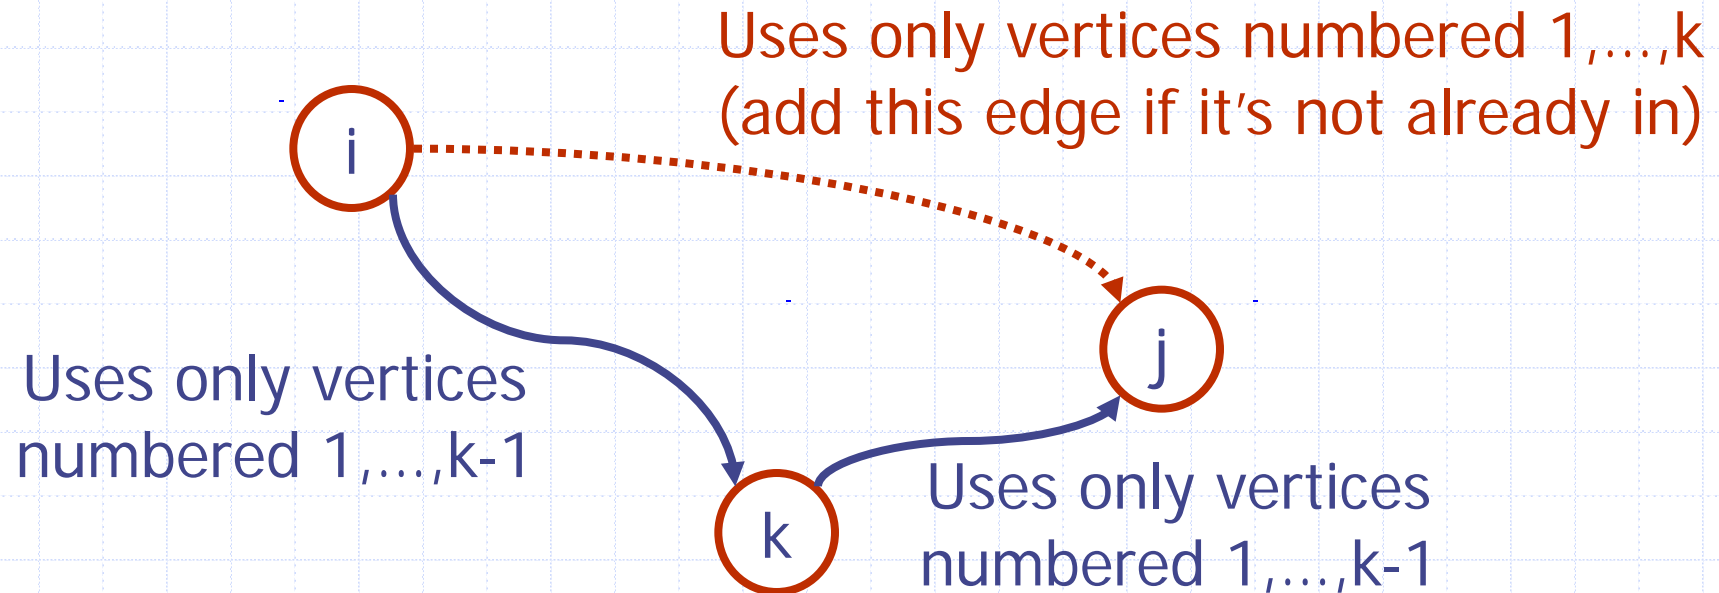 Uses only vertices numbered 1,...,k
(add this edge if it's not already in)
i
j
Uses only vertices
numbered 1,...,k-1
k
Uses only vertices
numbered 1,...,k-1